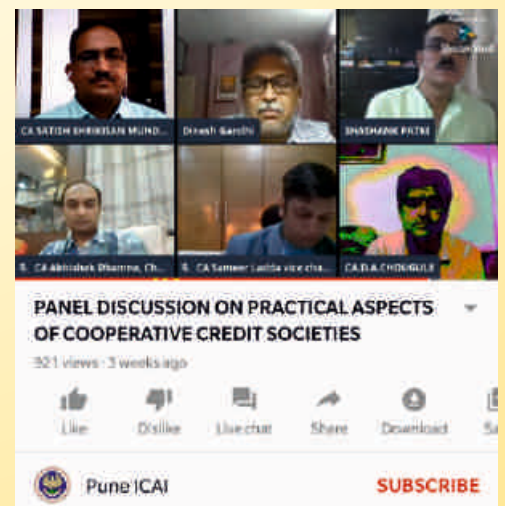 CA SATISH SHRIKISAN MUND...
Dinesh Gandhi
SHASHANK PATKI
CA Abhishek Dhamne, Ch...
CA Sameer Ladda vice cha...
CA.D.A.CHOUGULE
PANEL DISCUSSION ON PRACTICAL ASPECTS
OF COOPERATIVE CREDIT SOCIETIES
921 views · 3 weeks ago
Like
Dislike
Live chat
Share
Download
Pune ICAI
SUBSCRIBE